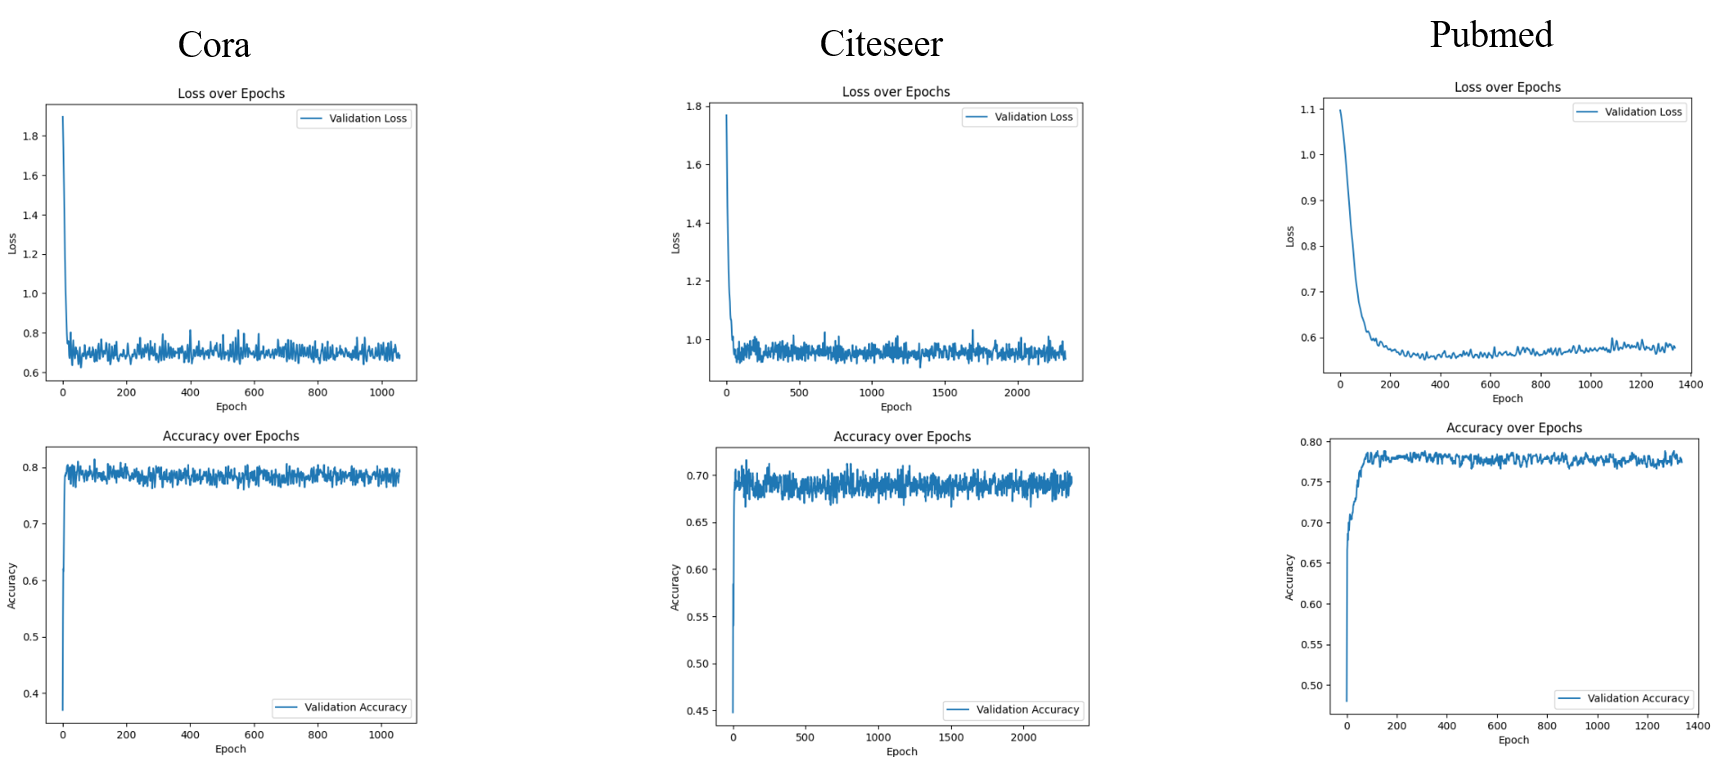 Cora
Citeseer
Pubmed
Loss over Epochs
Validation Loss
1.8
1.6
1.4
1.2
1.0
0.8
0.6
Loss
0
200
400
600
800
1000
Epoch
Loss over Epochs
Validation Loss
1.8
1.6
1.4
1.2
1.0
Loss
0
500
1000
1500
2000
Epoch
Loss over Epochs
Validation Loss
1.1
1.0
0.9
0.8
0.7
0.6
Loss
0
200
400
600
800
1000
1200
1400
Epoch
Accuracy over Epochs
0.8
0.7
0.6
0.5
0.4
Accuracy
Validation Accuracy
0
200
400
600
800
1000
Epoch
Accuracy over Epochs
0.70
0.65
0.60
0.55
0.50
0.45
Accuracy
Validation Accuracy
0
500
1000
1500
2000
Epoch
Accuracy over Epochs
0.80
0.75
0.70
0.65
0.60
0.55
0.50
Accuracy
Validation Accuracy
0
200
400
600
800
1000
1200
1400
Epoch